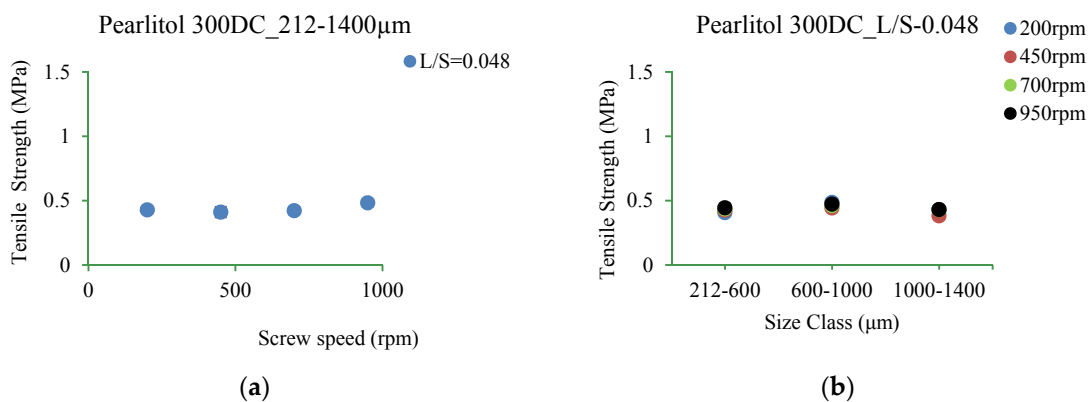 Pearlitol 300DC_212-1400µm
L/S=0.048
Tensile Strength (MPa)
1.5
1
0.5
0
0
500
1000
Screw speed (rpm)
(a)
Pearlitol 300DC_L/S-0.048
200rpm
450rpm
700rpm
950rpm
Tensile Strength (MPa)
1.5
1
0.5
0
212-600
600-1000
1000-1400
Size Class (µm)
(b)